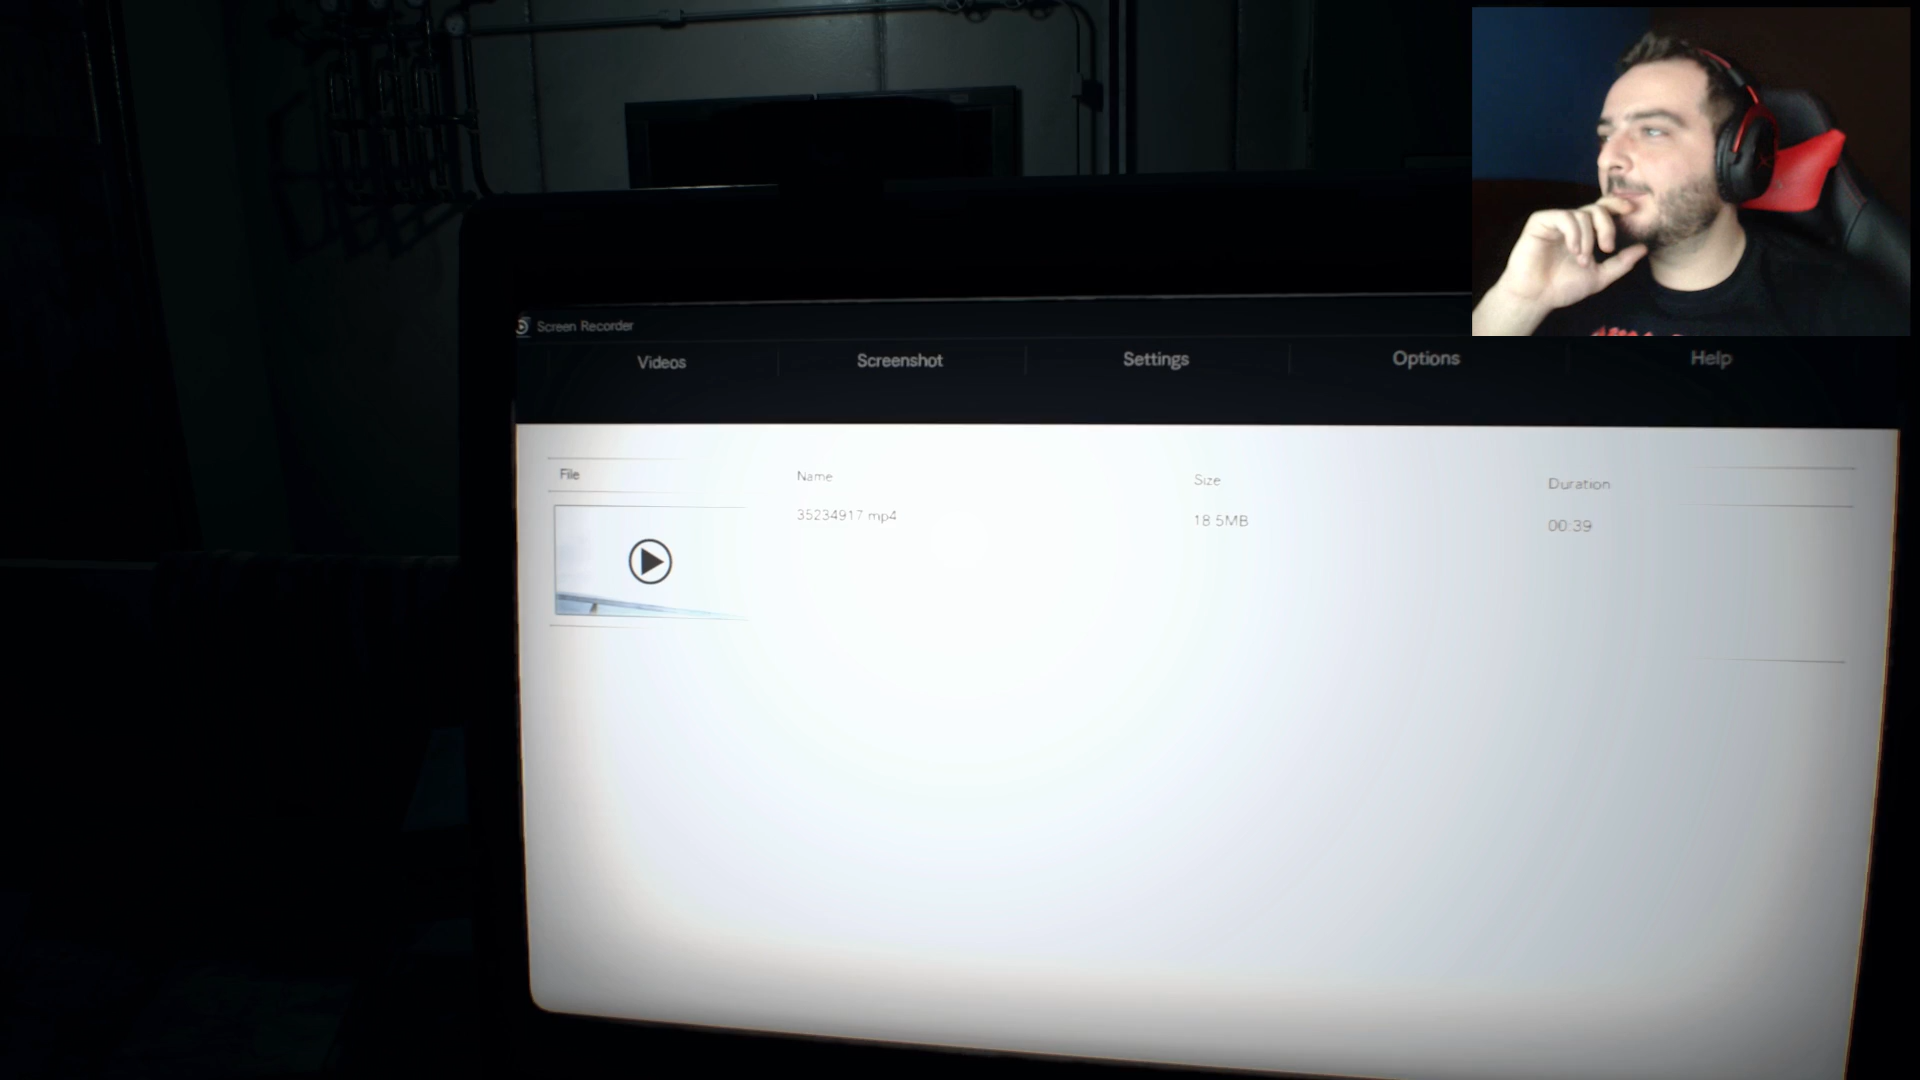 Screen Recorder
Videos Screenshot Settings Options Help
File Name Size Duration
35234917 mp4 18 5MB 00:39